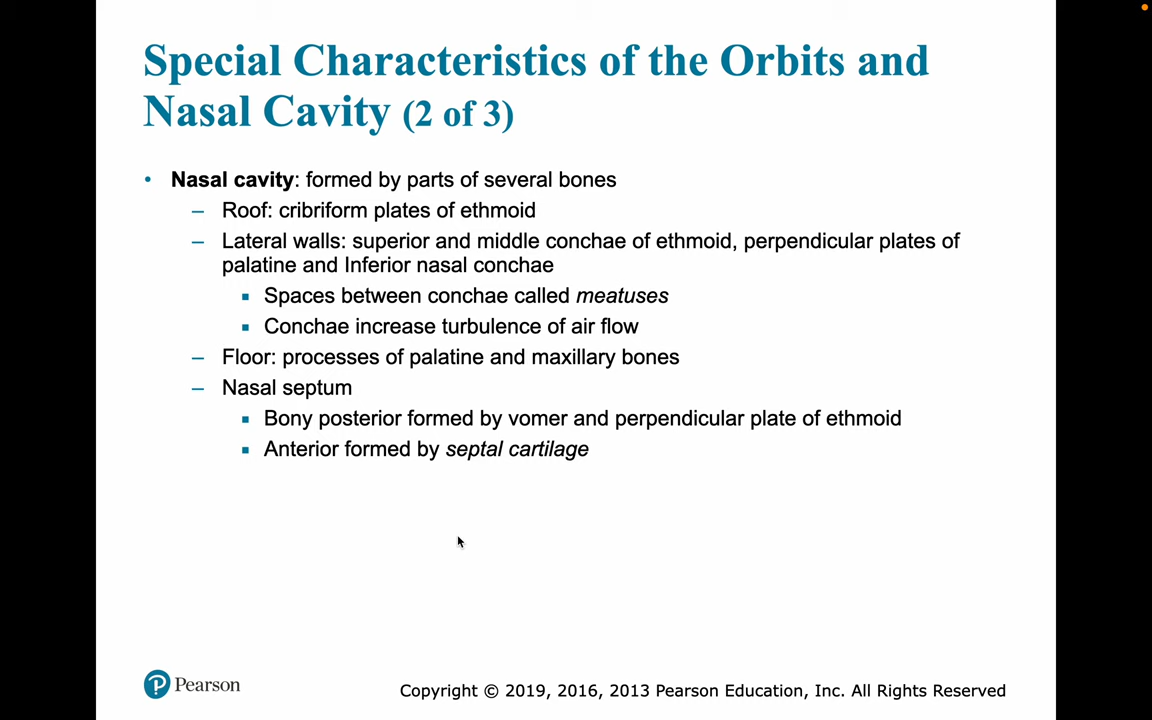 Special Characteristics of the Orbits and
Nasal Cavity (2 of 3)
• Nasal cavity: formed by parts of several bones
– Roof: cribriform plates of ethmoid
– Lateral walls: superior and middle conchae of ethmoid, perpendicular plates of
palatine and Inferior nasal conchae
▪ Spaces between conchae called meatuses
▪ Conchae increase turbulence of air flow
– Floor: processes of palatine and maxillary bones
– Nasal septum
▪ Bony posterior formed by vomer and perpendicular plate of ethmoid
▪ Anterior formed by septal cartilage
P Pearson
Copyright © 2019, 2016, 2013 Pearson Education, Inc. All Rights Reserved